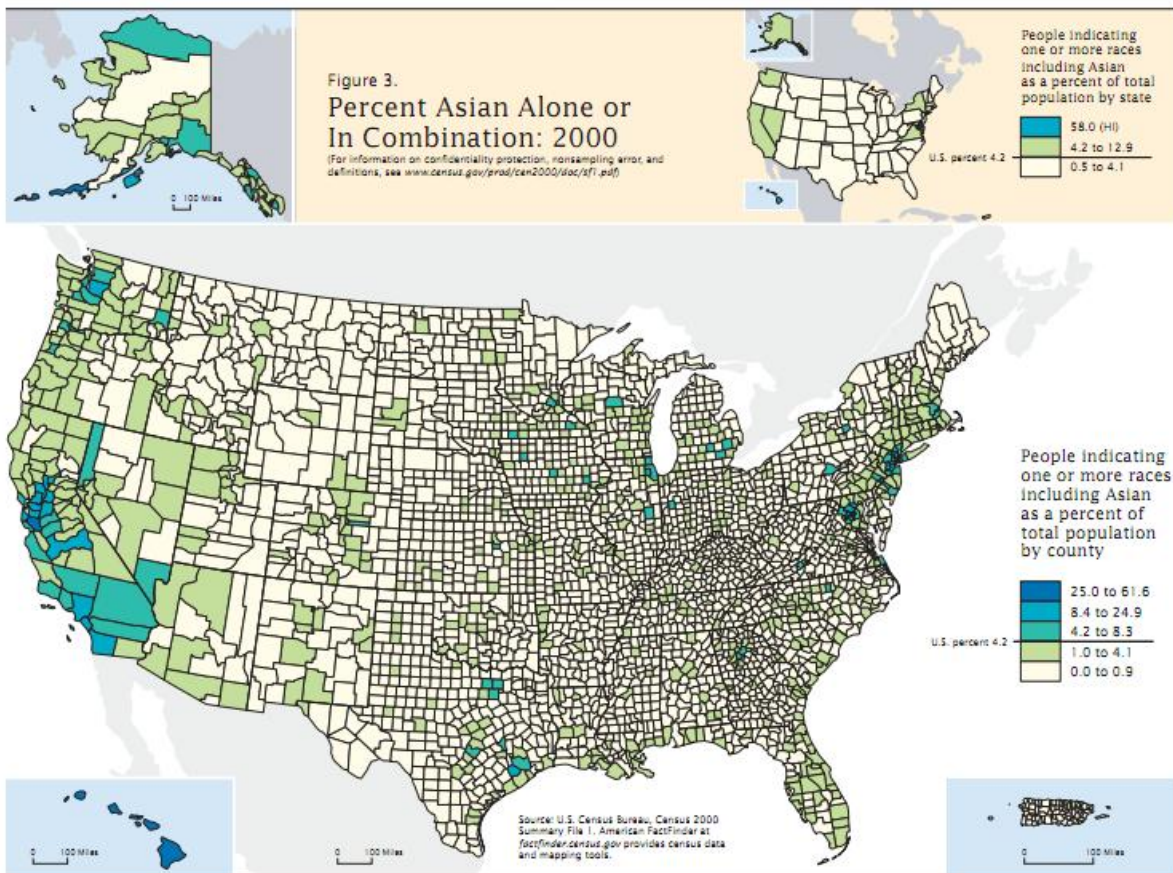 Figure 3.
Percent Asian Alone or
In Combination: 2000
(For information on confidentiality protection, nonsampling error, and
definitions, see www.census.gov/prod/cen2000/doc/sf1.pdf)
0 100 Miles
People indicating
one or more races
including Asian
as a percent of total
population by state
58.0 (HI)
4.2 to 12.9
U.S. percent 4.2
0.5 to 4.1
People indicating
one or more races
including Asian
as a percent of
total population
by county
25.0 to 61.6
8.4 to 24.9
4.2 to 8.3
U.S. percent 4.2
1.0 to 4.1
0.0 to 0.9
Source: U.S. Census Bureau, Census 2000
Summary File 1. American FactFinder at
factfinder.census.gov provides census data
and mapping tools.
0 100 Miles
0 100 Miles
0 100 Miles